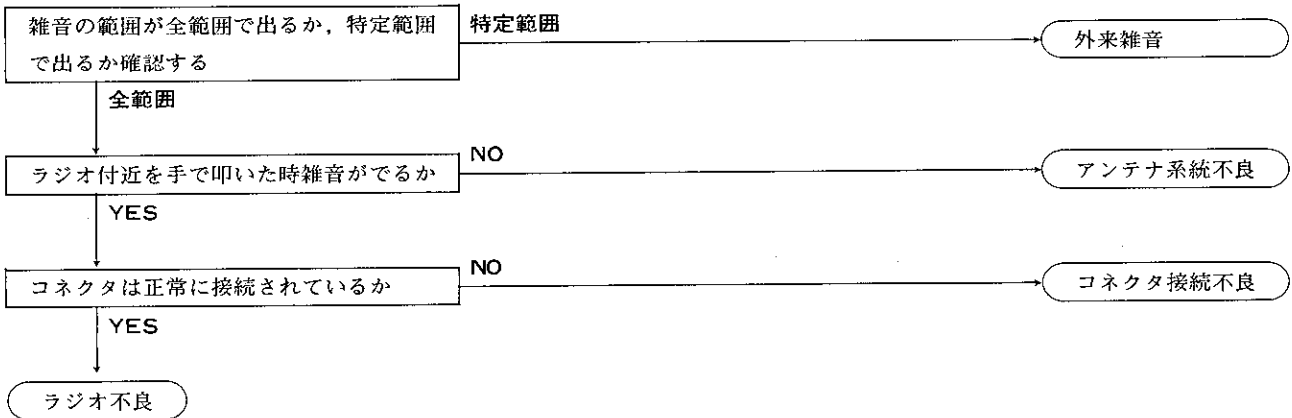 雑音の範囲が全範囲で出るか，特定範囲
で出るか確認する
特定範囲
外来雑音
全範囲
ラジオ付近を手で叩いた時雑音がでるか
NO
アンテナ系統不良
YES
コネクタは正常に接続されているか
NO
コネクタ接続不良
YES
ラジオ不良